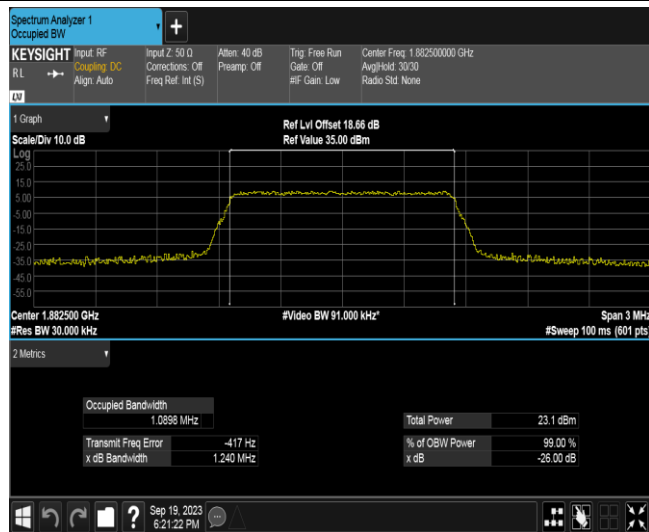 Spectrum Analyzer 1
Occupied BW
+
KEYSIGHT
RL
LXI
Input: RF
Coupling: DC
Align: Auto
Input Z: 50 Ω
Corrections: Off
Freq Ref: Int (S)
Atten: 40 dB
Preamp: Off
Trig: Free Run
Gate: Off
#IF Gain: Low
Center Freq: 1.882500000 GHz
Avg|Hold: 30/30
Radio Std: None
1 Graph
Scale/Div 10.0 dB
Ref Lvl Offset 18.66 dB
Ref Value 35.00 dBm
Log
25.0
15.0
5.00
-5.00
-15.0
-25.0
-35.0
-45.0
-55.0
Center 1.882500 GHz
#Video BW 91.000 kHz*
Span 3 MHz
#Res BW 30.000 kHz
#Sweep 100 ms (601 pts)
2 Metrics
Occupied Bandwidth
1.0898 MHz
Total Power 23.1 dBm
Transmit Freq Error -417 Hz
% of OBW Power 99.00 %
x dB Bandwidth 1.240 MHz
x dB -26.00 dB
?
Sep 19, 2023
6:21:22 PM